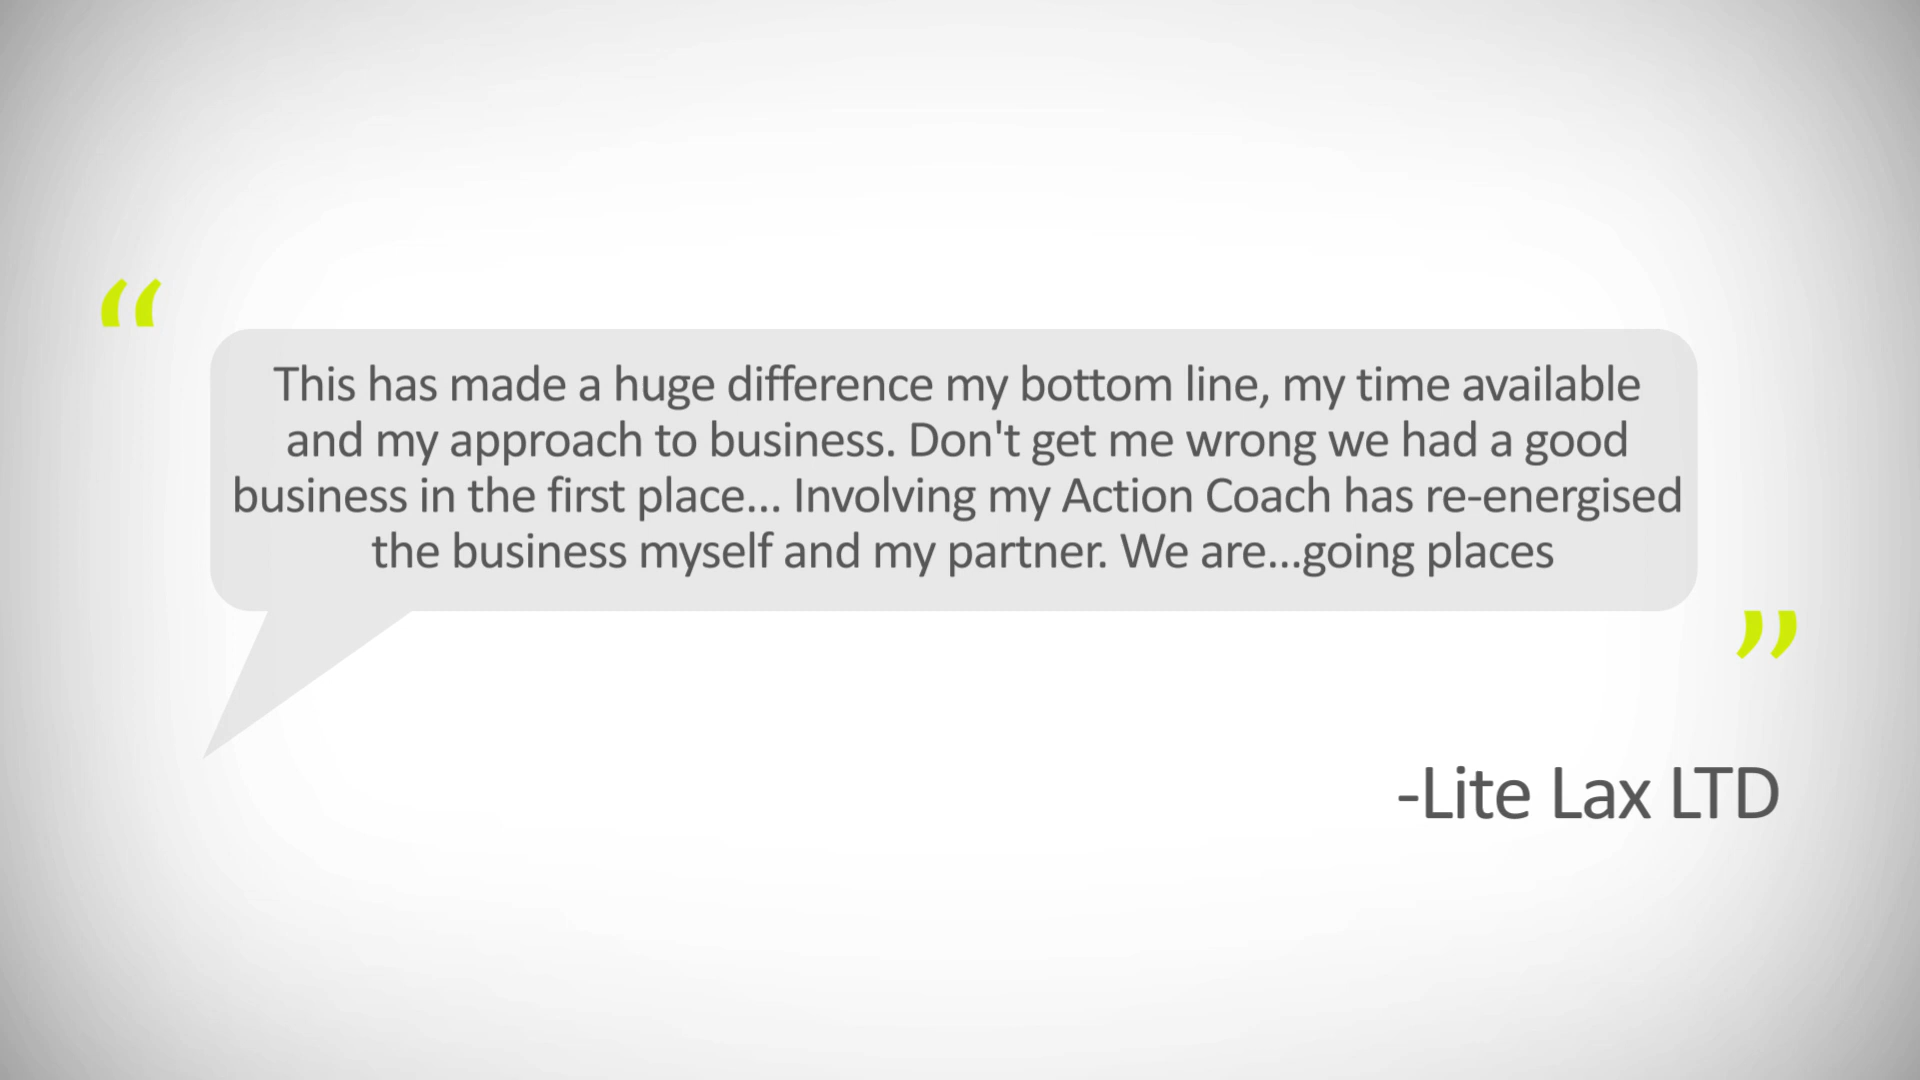 “
This has made a huge difference my bottom line, my time available
and my approach to business. Don't get me wrong we had a good
business in the first place... Involving my Action Coach has re-energised
the business myself and my partner. We are...going places
”
-Lite Lax LTD